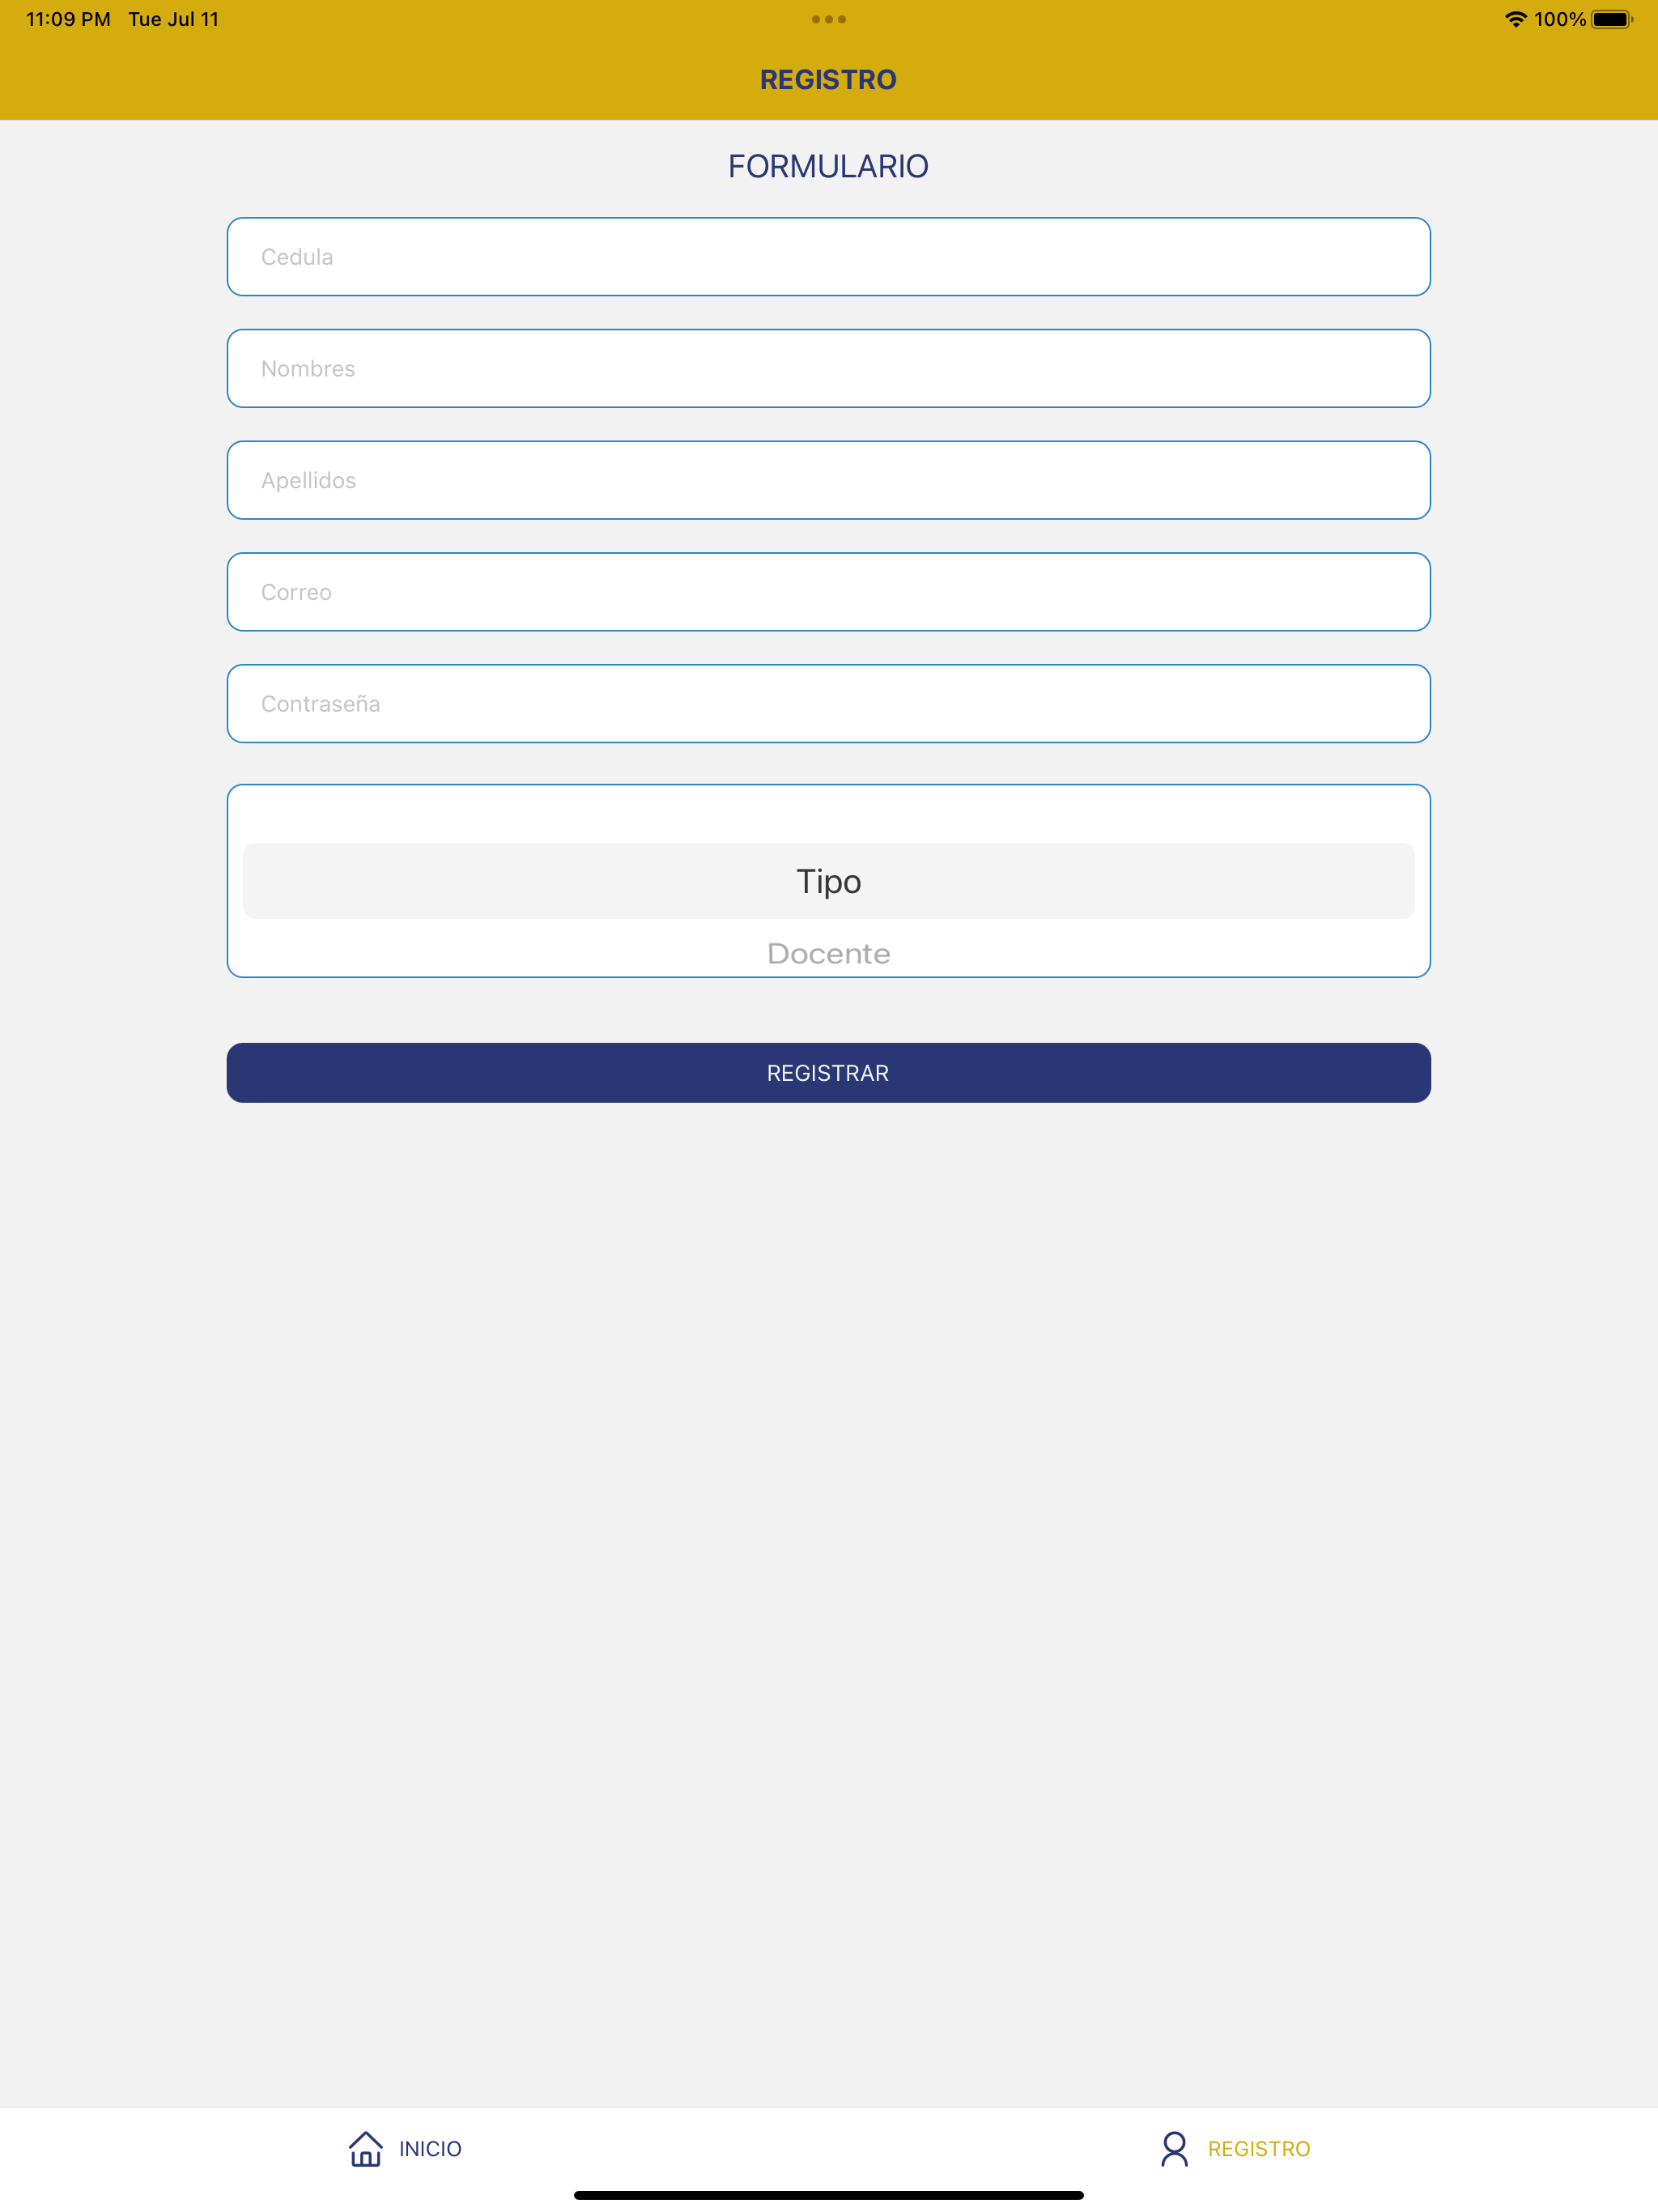 11:09 PM Tue Jul 11 100%
REGISTRO
FORMULARIO
Cedula
Nombres
Apellidos
Correo
Contraseña
Tipo
Docente
REGISTRAR
INICIO REGISTRO